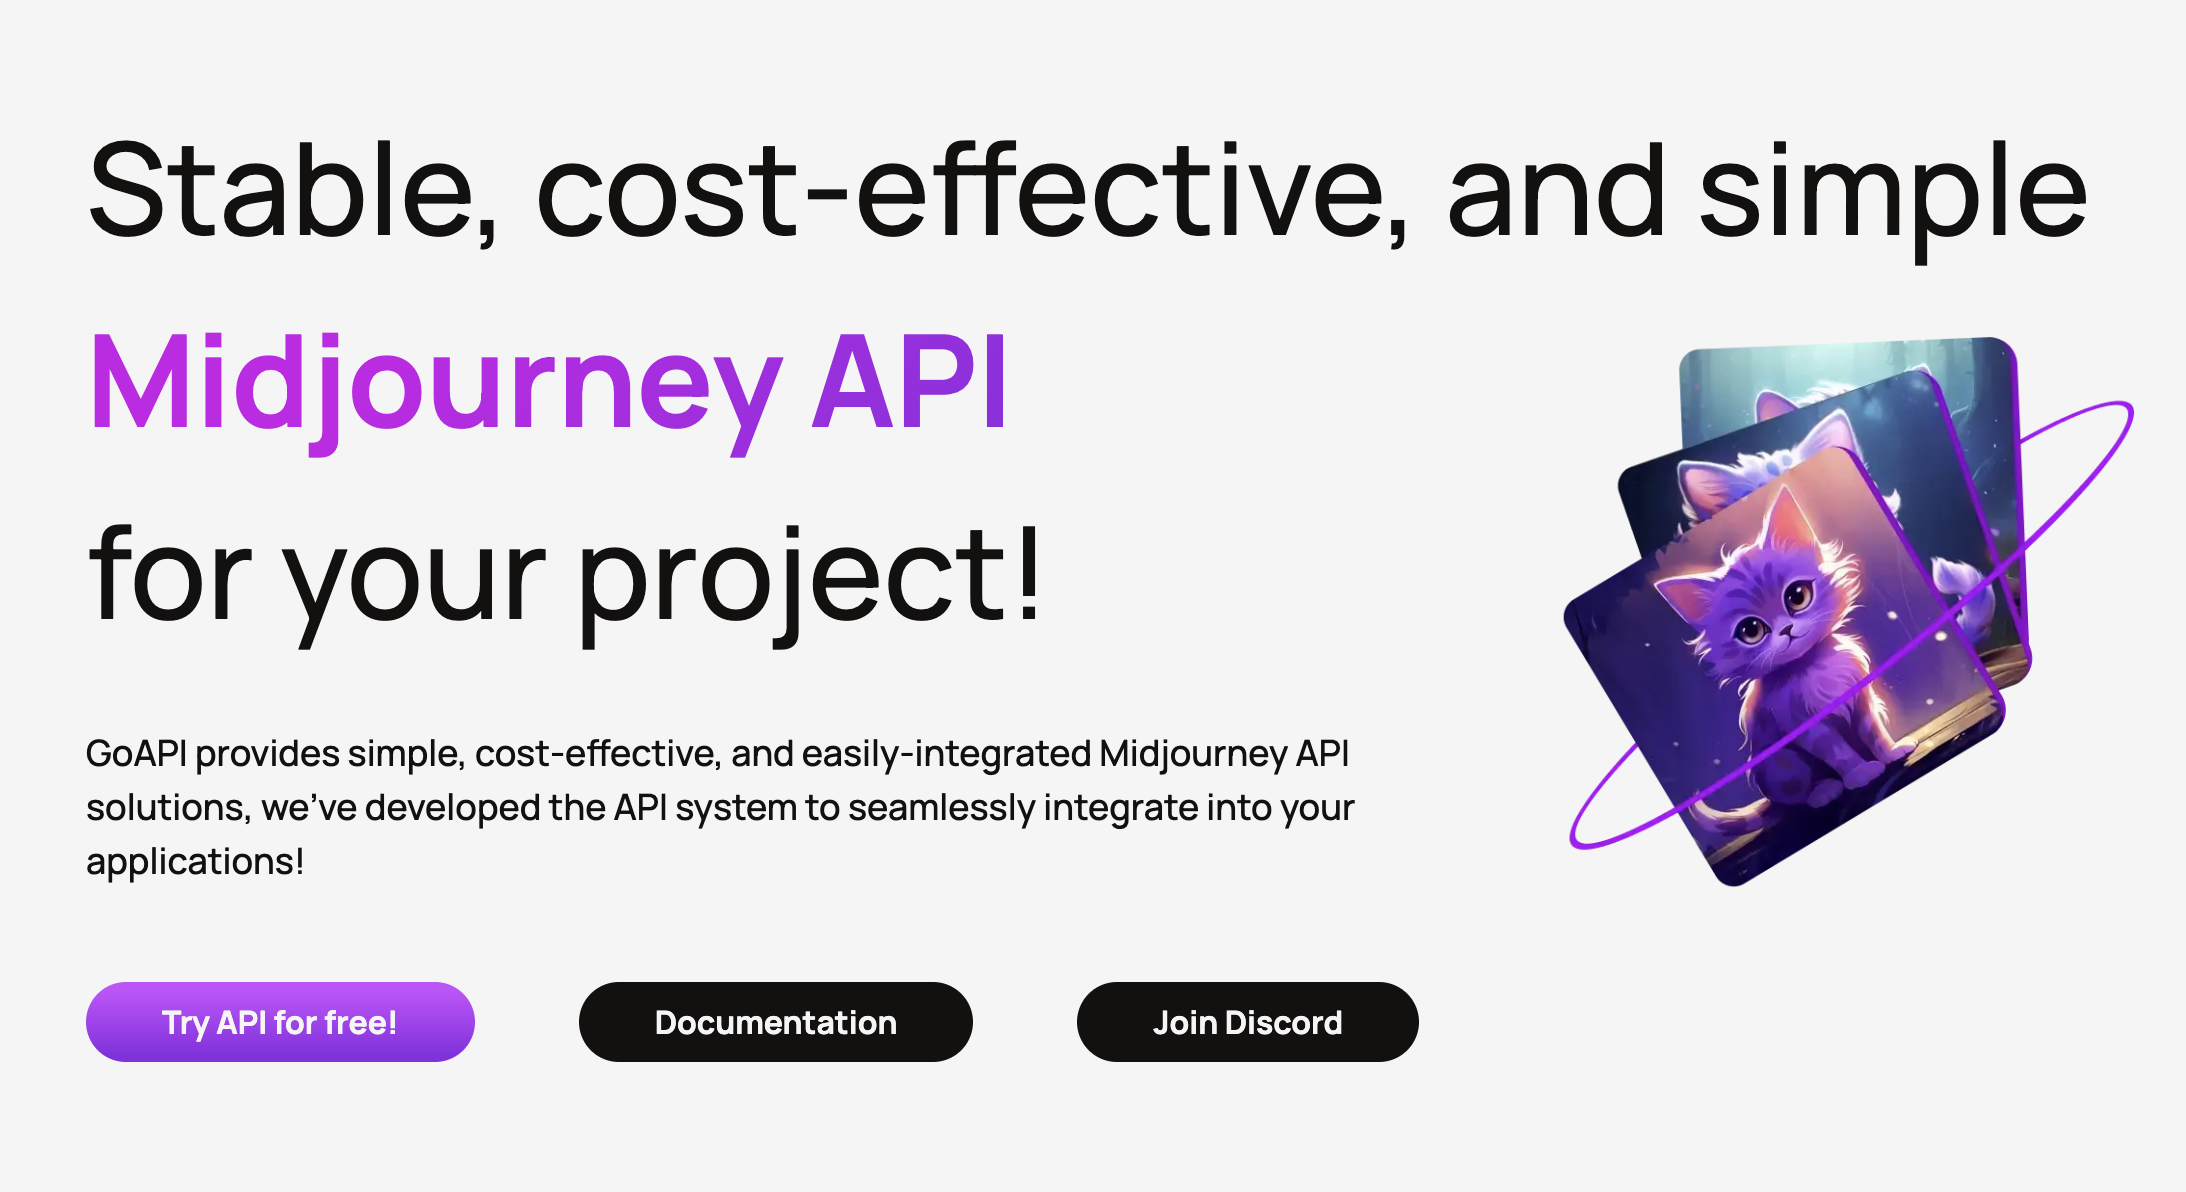 Stable, cost-effective, and simple
Midjourney API
for your project!
GoAPI provides simple, cost-effective, and easily-integrated Midjourney API
solutions, we’ve developed the API system to seamlessly integrate into your
applications!
Try API for free!
Documentation
Join Discord